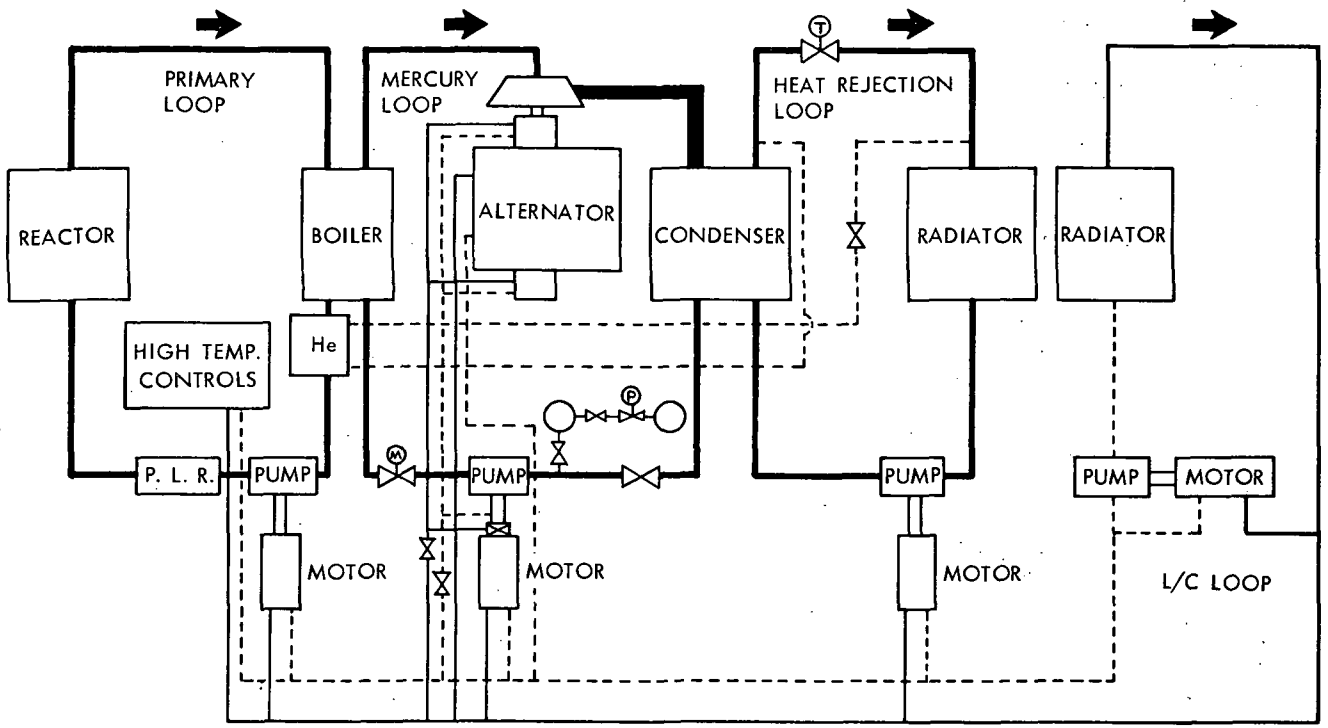 PRIMARY
LOOP
MERCURY
LOOP
T
HEAT REJECTION
LOOP
REACTOR
BOILER
ALTERNATOR
CONDENSER
RADIATOR
RADIATOR
He
HIGH TEMP.
CONTROLS
P
M
P. L. R.
PUMP
PUMP
PUMP
PUMP
MOTOR
MOTOR
MOTOR
MOTOR
L/C LOOP